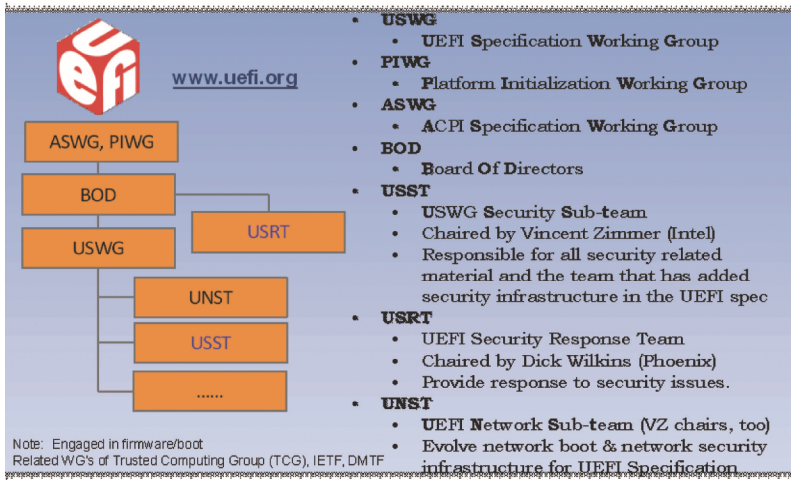 UEFI
www.uefi.org
ASWG, PIWG
BOD
USRT
USWG
UNST
USST
......
Note: Engaged in firmware/boot
Related WG's of Trusted Computing Group (TCG), IETF, DMTF
• USWG
• UEFI Specification Working Group
• PIWG
• Platform Initialization Working Group
• ASWG
• ACPI Specification Working Group
• BOD
• Board Of Directors
• USST
• USWG Security Sub-team
• Chaired by Vincent Zimmer (Intel)
• Responsible for all security related
material and the team that has added
security infrastructure in the UEFI spec
• USRT
• UEFI Security Response Team
• Chaired by Dick Wilkins (Phoenix)
• Provide response to security issues.
• UNST
• UEFI Network Sub-team (VZ chairs, too)
• Evolve network boot & network security
infrastructure for UEFI Specification